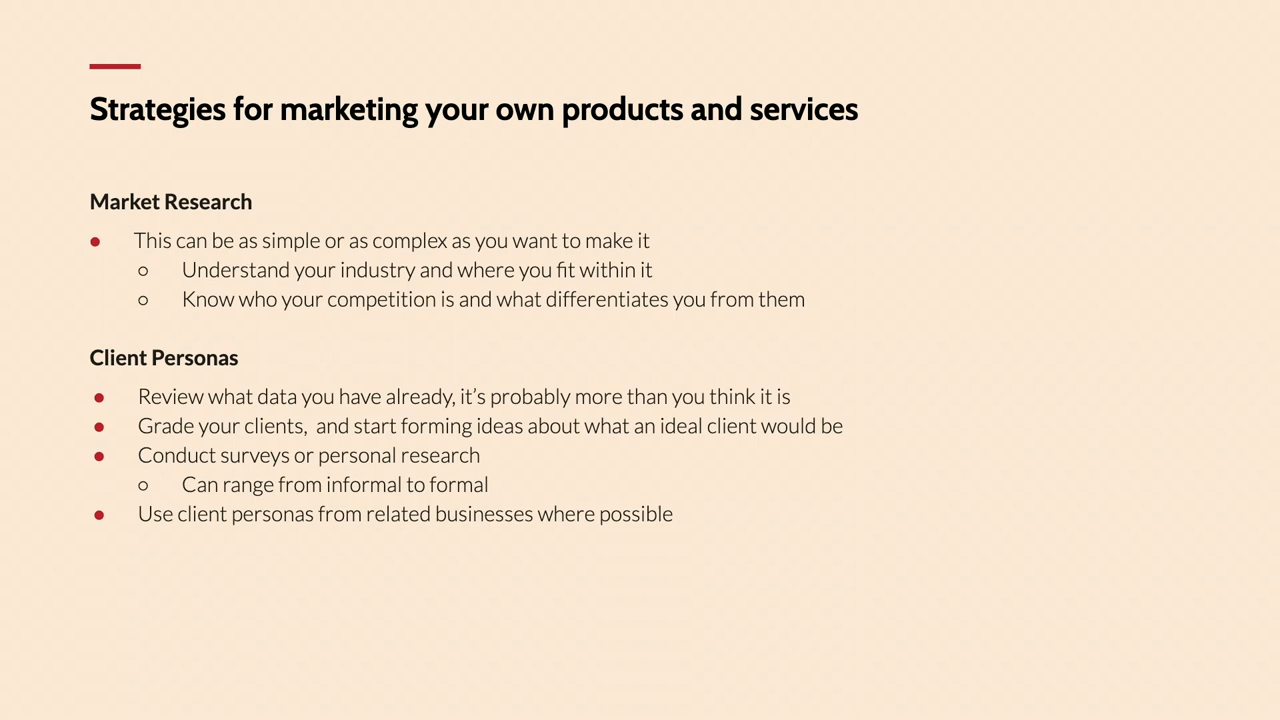 Strategies for marketing your own products and services
Market Research
● This can be as simple or as complex as you want to make it
○ Understand your industry and where you fit within it
○ Know who your competition is and what differentiates you from them
Client Personas
● Review what data you have already, it’s probably more than you think it is
● Grade your clients,  and start forming ideas about what an ideal client would be
● Conduct surveys or personal research
○ Can range from informal to formal
● Use client personas from related businesses where possible